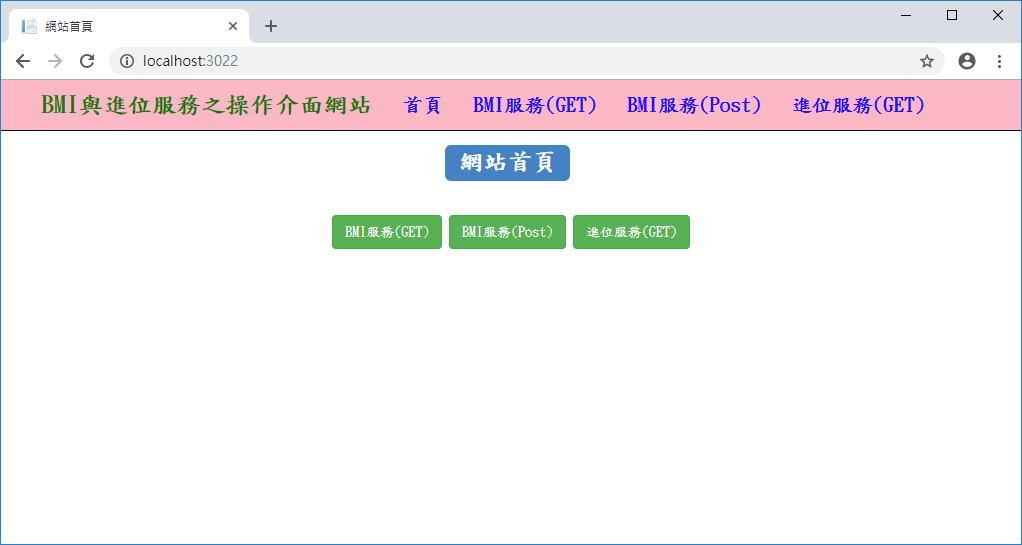 網站首頁
localhost:3022
BMI與進位服務之操作介面網站 首頁 BMI服務(GET) BMI服務(Post) 進位服務(GET)
網站首頁
BMI服務(GET) BMI服務(Post) 進位服務(GET)